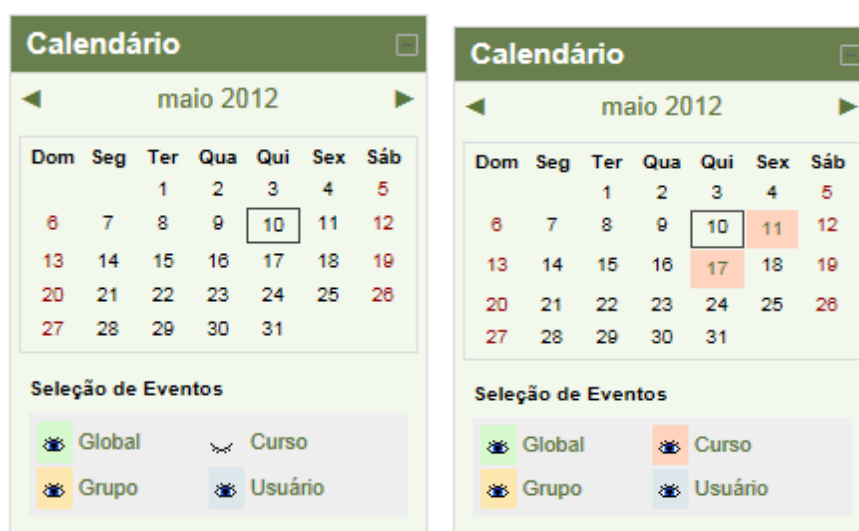 Calendário
maio 2012
Dom Seg Ter Qua Qui Sex Sáb
1 2 3 4 5
6 7 8 9 10 11 12
13 14 15 16 17 18 19
20 21 22 23 24 25 26
27 28 29 30 31
Seleção de Eventos
Global Curso
Grupo Usuário
Calendário
maio 2012
Dom Seg Ter Qua Qui Sex Sáb
1 2 3 4 5
6 7 8 9 10 11 12
13 14 15 16 17 18 19
20 21 22 23 24 25 26
27 28 29 30 31
Seleção de Eventos
Global Curso
Grupo Usuário